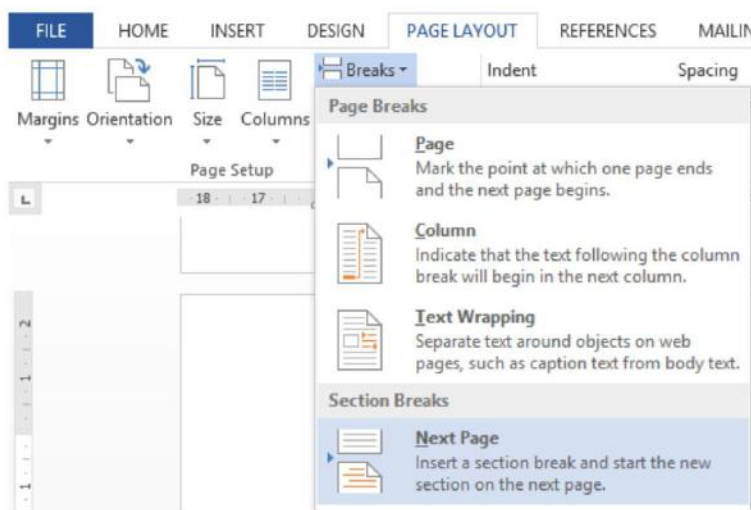 FILE HOME INSERT DESIGN PAGE LAYOUT REFERENCES
Breaks Indent Spacing
Margins Orientation Size Columns
Page Setup
18 17
Page Breaks
Page
Mark the point at which one page ends
and the next page begins.
Column
Indicate that the text following the column
break will begin in the next column.
Text Wrapping
Separate text around objects on web
pages, such as caption text from body text.
2
1
Section Breaks
Next Page
Insert a section break and start the new
section on the next page.
1